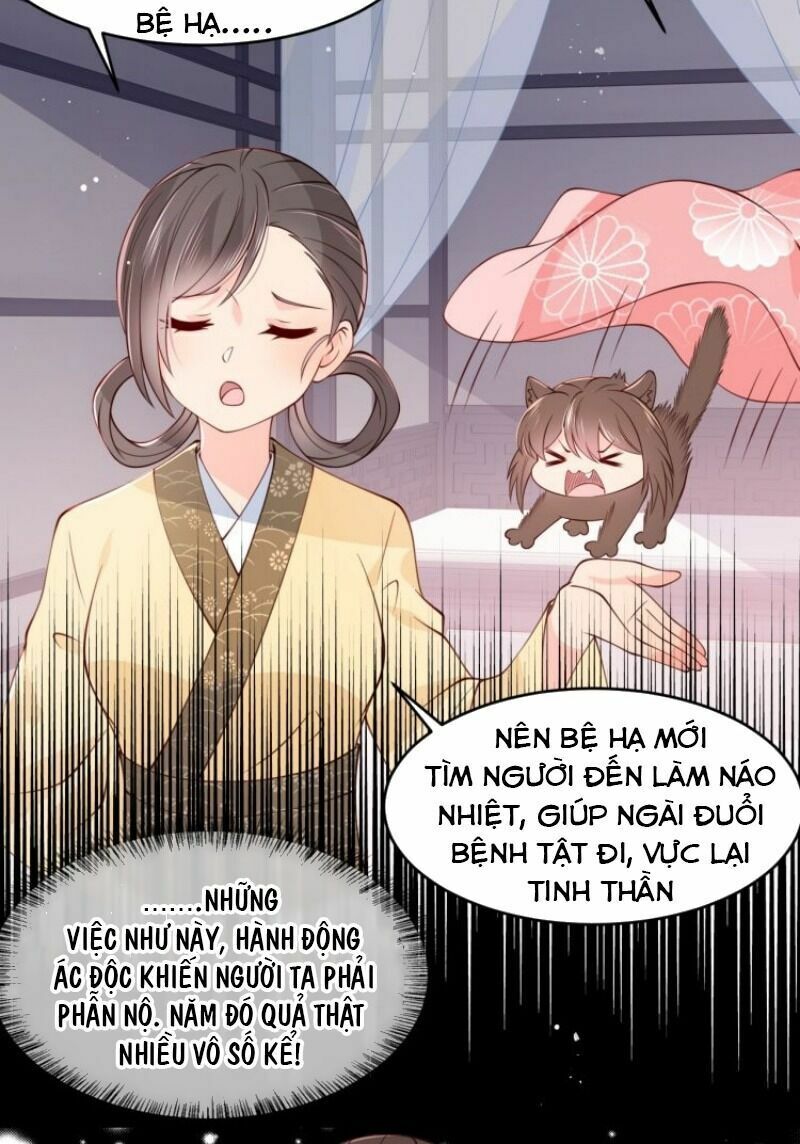 BỆ HẠ.....
NÊN BỆ HẠ MỚI
TÌM NGƯỜI ĐẾN LÀM NÁO
NHIỆT, GIÚP NGÀI ĐUỔI
BỆNH TẬT ĐI, VỰC LẠI
TINH THẦN
.......NHỮNG
VIỆC NHƯ NÀY, HÀNH ĐỘNG
ÁC ĐỘC KHIẾN NGƯỜI TA PHẢI
PHẪN NỘ. NĂM ĐÓ QUẢ THẬT
NHIỀU VÔ SỐ KỂ!